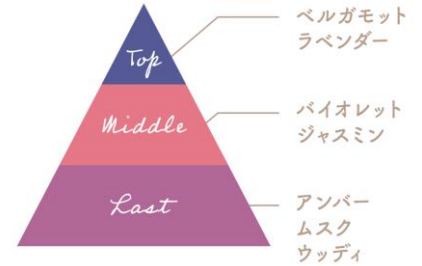 Top
ベルガモット
ラベンダー
Middle
バイオレット
ジャスミン
Last
アンバー
ムスク
ウッディ